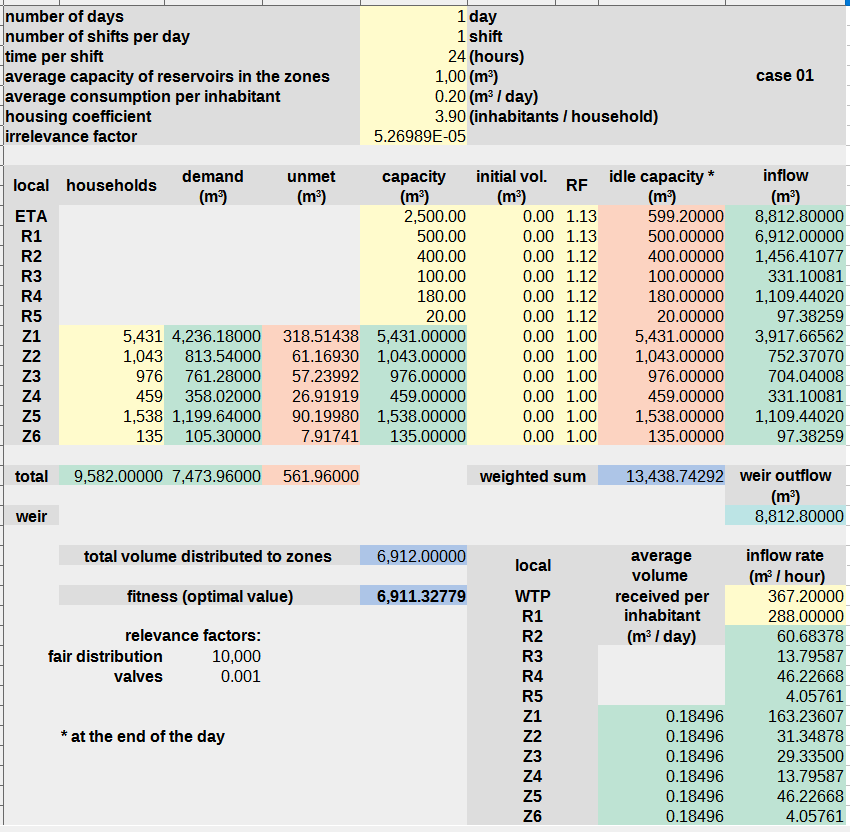 number of days 1 day
number of shifts per day 1 shift
time per shift 24 (hours)
average capacity of reservoirs in the zones 1,00 (m³) case 01
average consumption per inhabitant 0.20 (m³ / day)
housing coefficient 3.90 (inhabitants / household)
irrelevance factor 5.26989E-05
local households demand (m³) unmet (m³) capacity (m³) initial vol. (m³) RF idle capacity * (m³) inflow (m³)
ETA 2,500.00 0.00 1.13 599.20000 8,812.80000
R1 500.00 0.00 1.13 500.00000 6,912.00000
R2 400.00 0.00 1.12 400.00000 1,456.41077
R3 100.00 0.00 1.12 100.00000 331.10081
R4 180.00 0.00 1.12 180.00000 1,109.44020
R5 20.00 0.00 1.12 20.00000 97.38259
Z1 5,431 4,236.18000 318.51438 5,431.00000 0.00 1.00 5,431.00000 3,917.66562
Z2 1,043 813.54000 61.16930 1,043.00000 0.00 1.00 1,043.00000 752.37070
Z3 976 761.28000 57.23992 976.00000 0.00 1.00 976.00000 704.04008
Z4 459 358.02000 26.91919 459.00000 0.00 1.00 459.00000 331.10081
Z5 1,538 1,199.64000 90.19980 1,538.00000 0.00 1.00 1,538.00000 1,109.44020
Z6 135 105.30000 7.91741 135.00000 0.00 1.00 135.00000 97.38259
total 9,582.00000 7,473.96000 561.96000 weighted sum 13,438.74292 weir outflow
(m³)
weir 8,812.80000
total volume distributed to zones 6,912.00000 local average volume received per inhabitant (m³ / day) inflow rate (m³ / hour)
fitness (optimal value) 6,911.32779 WTP 367.20000
R1 288.00000
relevance factors: R2 60.68378
fair distribution 10,000 R3 13.79587
valves 0.001 R4 46.22668
R5 4.05761
Z1 0.18496 163.23607
* at the end of the day Z2 0.18496 31.34878
Z3 0.18496 29.33500
Z4 0.18496 13.79587
Z5 0.18496 46.22668
Z6 0.18496 4.05761